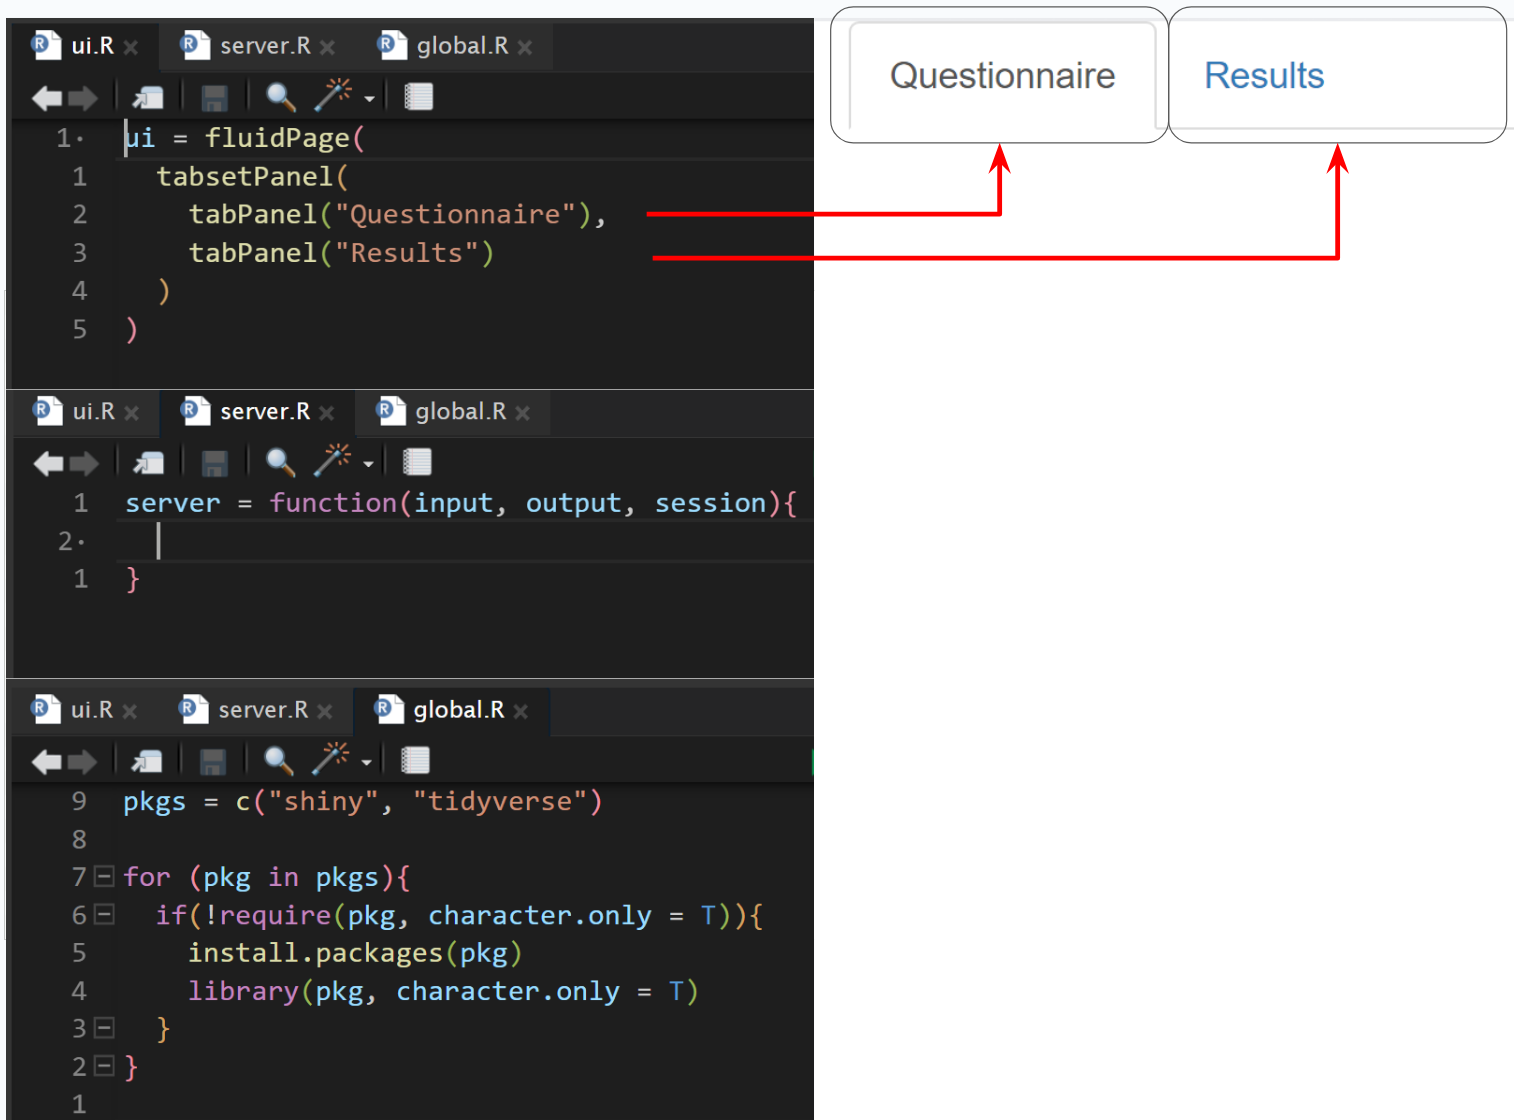 ui.R × server.R × global.R ×
1 ui = fluidPage(
1 tabsetPanel(
2 tabPanel("Questionnaire"),
3 tabPanel("Results")
4 )
5 )
Questionnaire Results
ui.R × server.R × global.R ×
1 server = function(input, output, session){
2
1 }
ui.R × server.R × global.R ×
9 pkgs = c("shiny", "tidyverse")
8
7 for (pkg in pkgs){
6 if(!require(pkg, character.only = T)){
5 install.packages(pkg)
4 library(pkg, character.only = T)
3 }
2 }
1